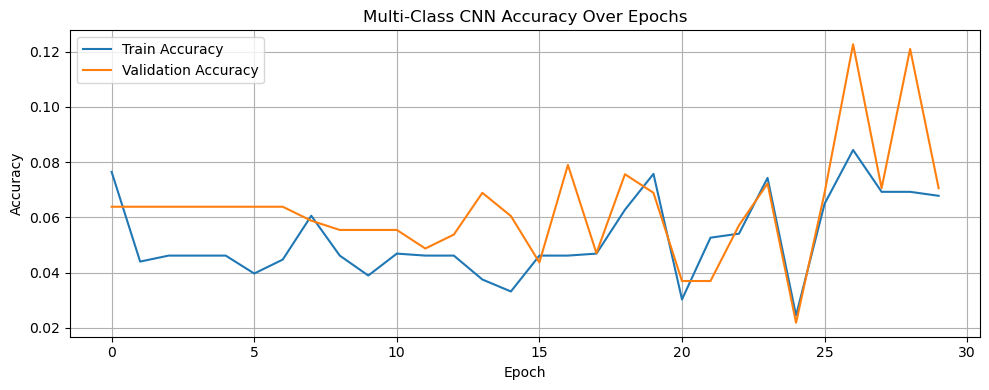 Multi-Class CNN Accuracy Over Epochs
Train Accuracy
Validation Accuracy
Accuracy
0.12
0.10
0.08
0.06
0.04
0.02
0 5 10 15 20 25 30
Epoch